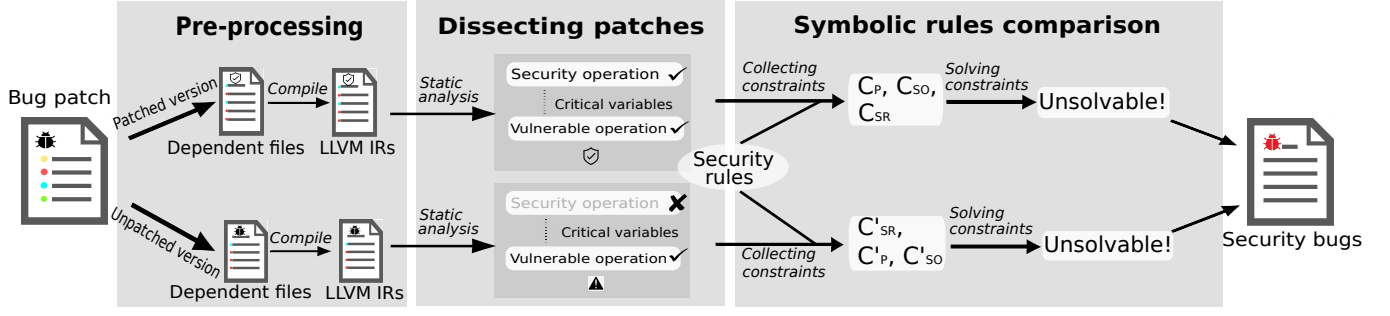 Pre-processing
Dissecting patches
Symbolic rules comparison
Bug patch
Patched version
Compile
Dependent files
LLVM IRs
Static
analysis
Security operation
Critical variables
Vulnerable operation
Collecting
constraints
CP, CSO,
CSR
Solving
constraints
Unsolvable!
Security
rules
Unpatched version
Compile
Dependent files
LLVM IRs
Static
analysis
Security operation
Critical variables
Vulnerable operation
Collecting
constraints
C'SR,
C'P, C'SO
Solving
constraints
Unsolvable!
Security bugs